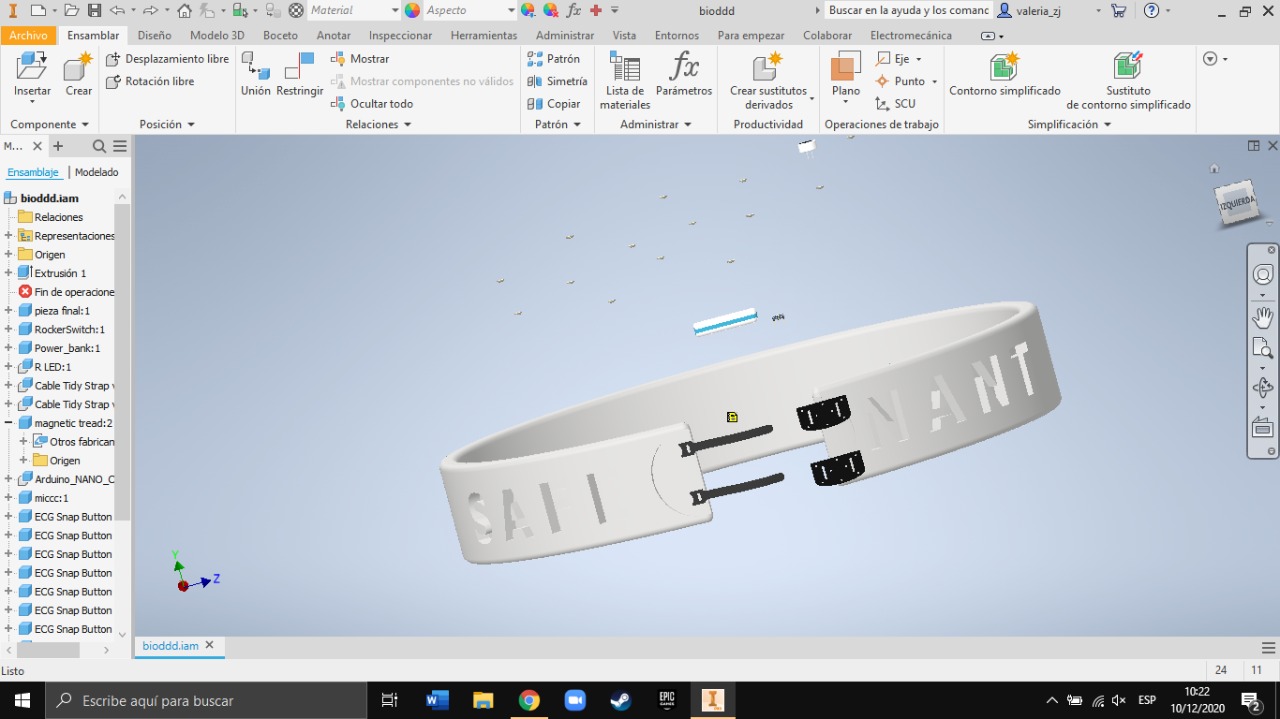 Material
Aspecto
bioddd
Buscar en la ayuda y los comanc
valeria_zj
Archivo
Ensamblar
Diseño
Modelo 3D
Boceto
Anotar
Inspeccionar
Herramientas
Administrar
Vista
Entornos
Para empezar
Colaborar
Electromecánica
Insertar
Crear
Componente
Desplazamiento libre
Rotación libre
Posición
Unión
Restringir
Mostrar
Mostrar componentes no válidos
Ocultar todo
Relaciones
Patrón
Simetría
Copiar
Patrón
Lista de
materiales
Parámetros
Administrar
Crear sustitutos
derivados
Productividad
Plano
Eje
Punto
SCU
Operaciones de trabajo
Contorno simplificado
Sustituto
de contorno simplificado
Simplificación
M...
Ensamblaje
Modelado
bioddd.iam
Relaciones
Representaciones
Origen
Extrusión 1
Fin de operacione
pieza final:1
RockerSwitch:1
Power_bank:1
R LED:1
Cable Tidy Strap v
Cable Tidy Strap v
magnetic tread:2
Otros fabrican
Origen
Arduino_NANO_C
miccc:1
ECG Snap Button
ECG Snap Button
ECG Snap Button
ECG Snap Button
ECG Snap Button
ECG Snap Button
ECG Snap Button
IZQUIERDA
NANT
Y
Z
bioddd.iam
Listo
24
11
Escribe aquí para buscar
EPIC
GAMES
ESP
10:22
10/12/2020
2